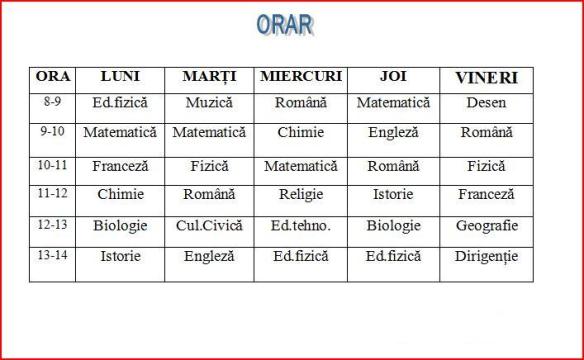 ORAR
ORA LUNI MARȚI MIERCURI JOI VINERI
8-9 Ed.fizică Muzică Română Matematică Desen
9-10 Matematică Matematică Chimie Engleză Română
10-11 Franceză Fizică Matematică Română Fizică
11-12 Chimie Română Religie Istorie Franceză
12-13 Biologie Cul.Civică Ed.tehno. Biologie Geografie
13-14 Istorie Engleză Ed.fizică Ed.fizică Dirigenție